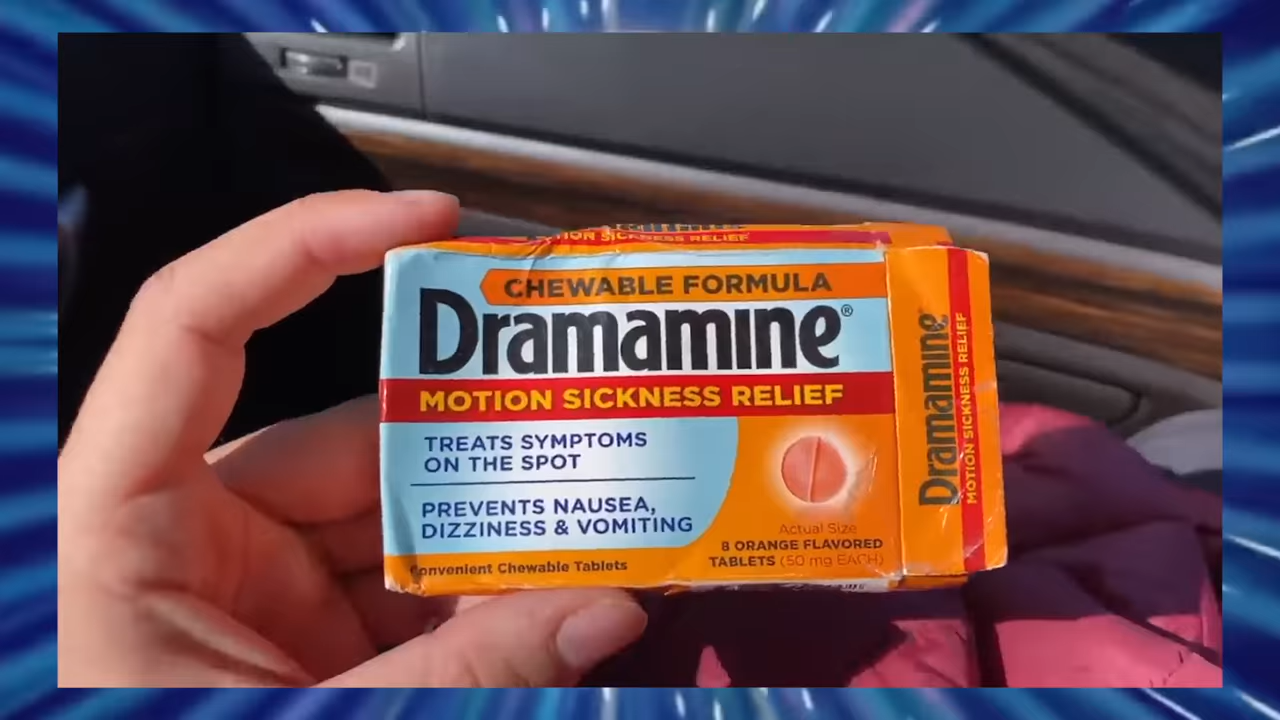 MOTION SICKNESS RELIEF
CHEWABLE FORMULA
Dramamine®
MOTION SICKNESS RELIEF
TREATS SYMPTOMS
ON THE SPOT
PREVENTS NAUSEA,
DIZZINESS & VOMITING
Convenient Chewable Tablets
Actual Size
8 ORANGE FLAVORED
TABLETS (50 mg EACH)
Dramamine®
MOTION SICKNESS RELIEF